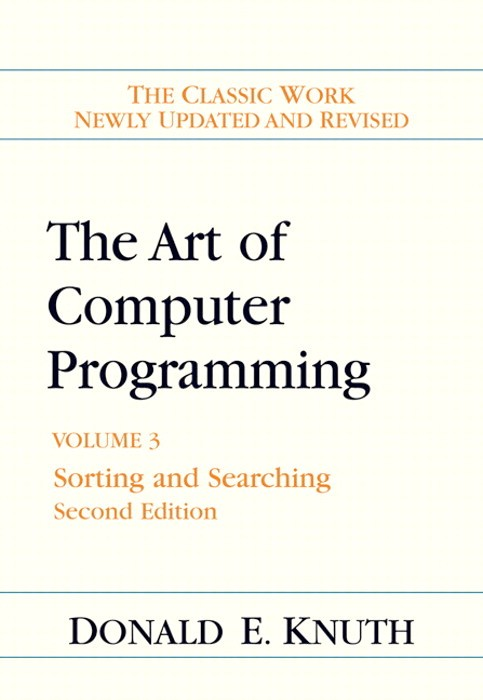 THE CLASSIC WORK
NEWLY UPDATED AND REVISED
The Art of
Computer
Programming
VOLUME 3
Sorting and Searching
Second Edition
DONALD E. KNUTH